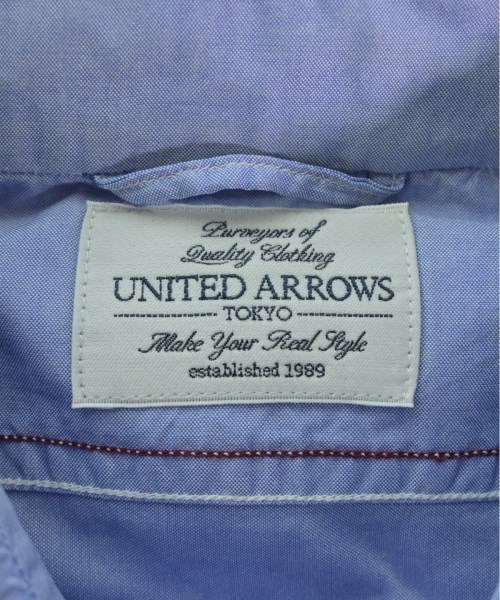 Purveyors of
Quality Clothing
UNITED ARROWS
TOKYO
Make Your Real Style
established 1989